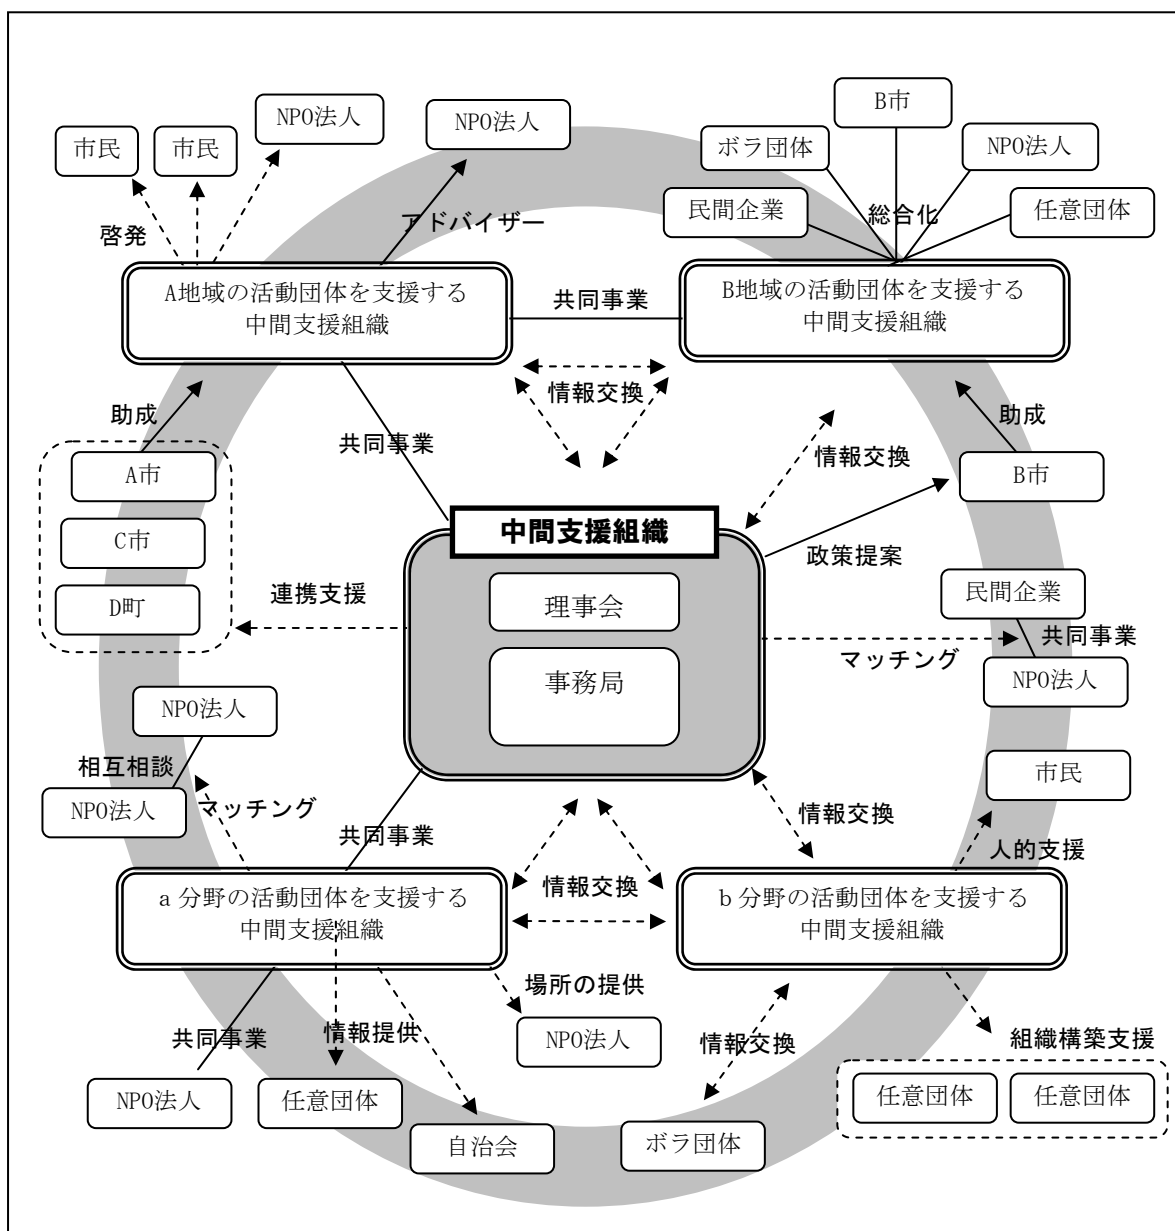 B市
NPO法人
NPO法人
ボラ団体
NPO法人
市民
市民
民間企業
総合化
任意団体
啓発
アドバイザー
A地域の活動団体を支援する
中間支援組織
共同事業
B地域の活動団体を支援する
中間支援組織
情報交換
助成
助成
共同事業
情報交換
A市
B市
C市
D町
中間支援組織
理事会
事務局
政策提案
連携支援
民間企業
共同事業
マッチング
NPO法人
NPO法人
相互相談
NPO法人
マッチング
市民
共同事業
情報交換
人的支援
a分野の活動団体を支援する
中間支援組織
情報交換
b分野の活動団体を支援する
中間支援組織
場所の提供
共同事業
情報提供
NPO法人
情報交換
組織構築支援
NPO法人
任意団体
任意団体
任意団体
自治会
ボラ団体